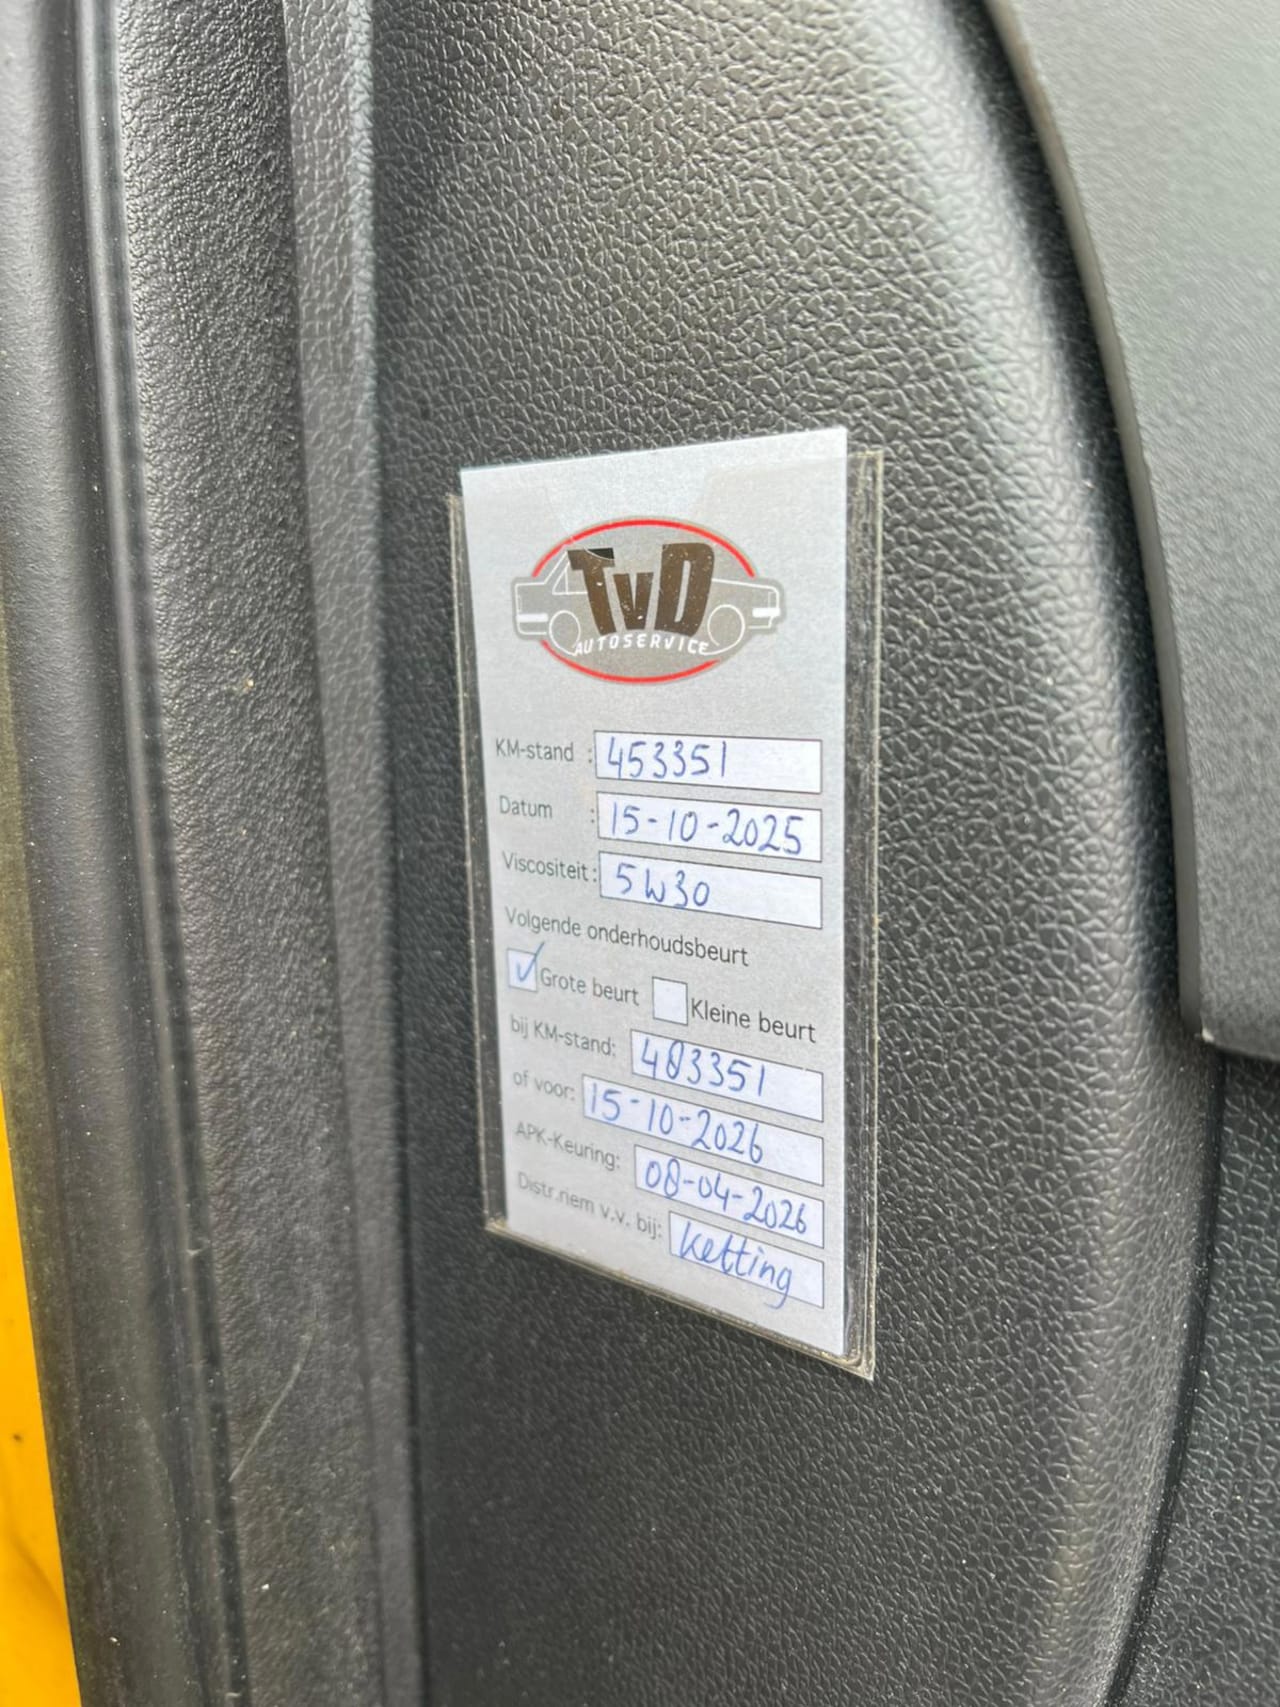 TvD
AUTOSERVICE
KM-stand : 453351
Datum : 15-10-2025
Viscositeit: 5W30
Volgende onderhoudsbeurt
Grote beurt Kleine beurt
bij KM-stand: 483351
of voor: 15-10-2026
APK-Keuring: 08-04-2026
Distr.riem v.v. bij: ketting